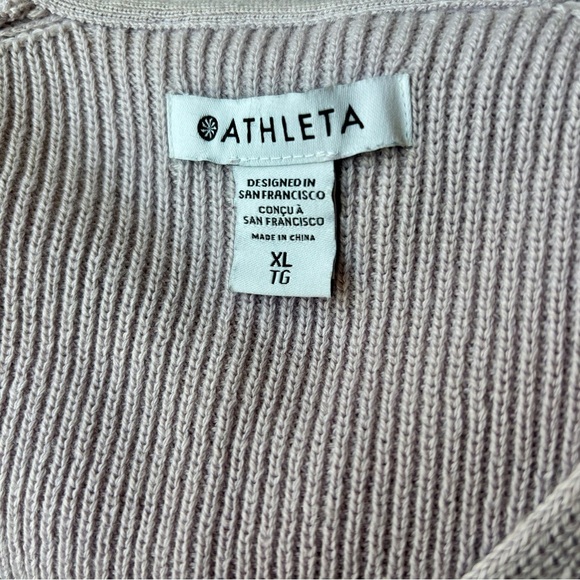 ATHLETA
DESIGNED IN
SAN FRANCISCO
CONÇU À
SAN FRANCISCO
MADE IN CHINA
XL
TG